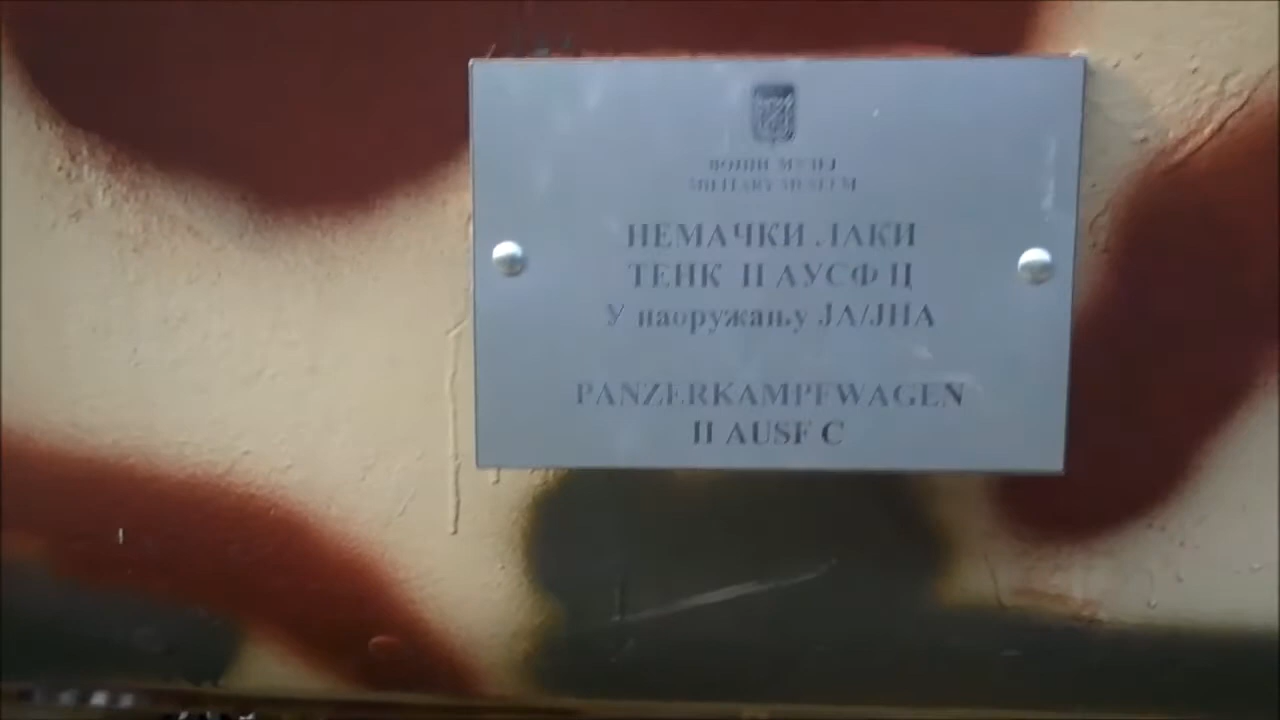 ВОЈНИ МУЗЕЈ
MILITARY MUSEUM
НЕМАЧКИ ЛАКИ
ТЕНК II АУСФ Ц
У наоружању ЈА/ЈНА
PANZERKAMPFWAGEN
II AUSF C